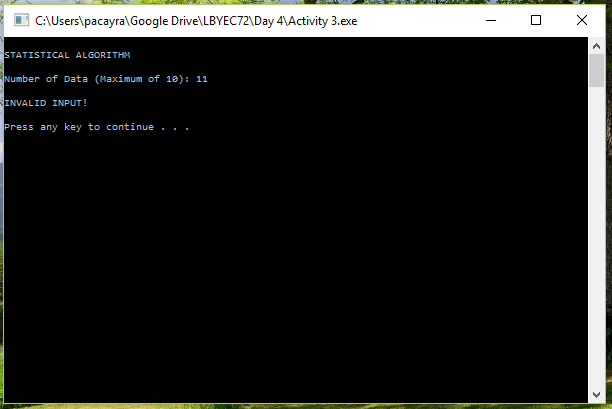 C:\Users\pacayra\Google Drive\LBYEC72\Day 4\Activity 3.exe
STATISTICAL ALGORITHM
Number of Data (Maximum of 10): 11
INVALID INPUT!
Press any key to continue . . .